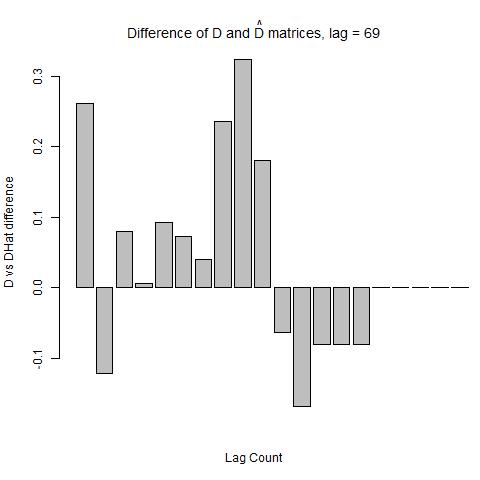 Difference of D and D̂ matrices, lag = 69
0.3
0.2
0.1
0.0
-0.1
D vs DHat difference
Lag Count